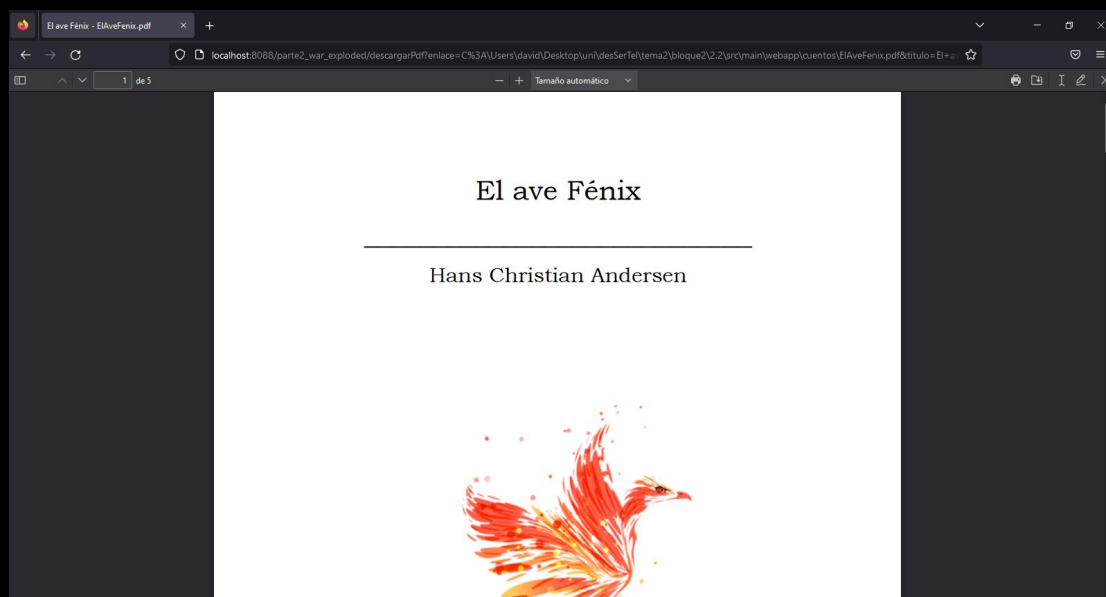 El ave Fénix - ElAveFenix.pdf
localhost:8088/parte2_war_exploded/descargarPdf?enlace=C%3A\Users\david\Desktop\uni\desSerTel\tema2\bloque2\2.2\src\main\webapp\cuentos\ElAveFenix.pdf&titulo=El+a
1 de 5
Tamaño automático
El ave Fénix
Hans Christian Andersen